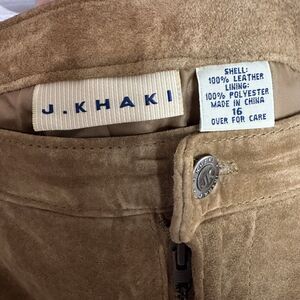 J.KHAKI
SHELL:
100% LEATHER
LINING:
100% POLYESTER
MADE IN CHINA
16
OVER FOR CARE